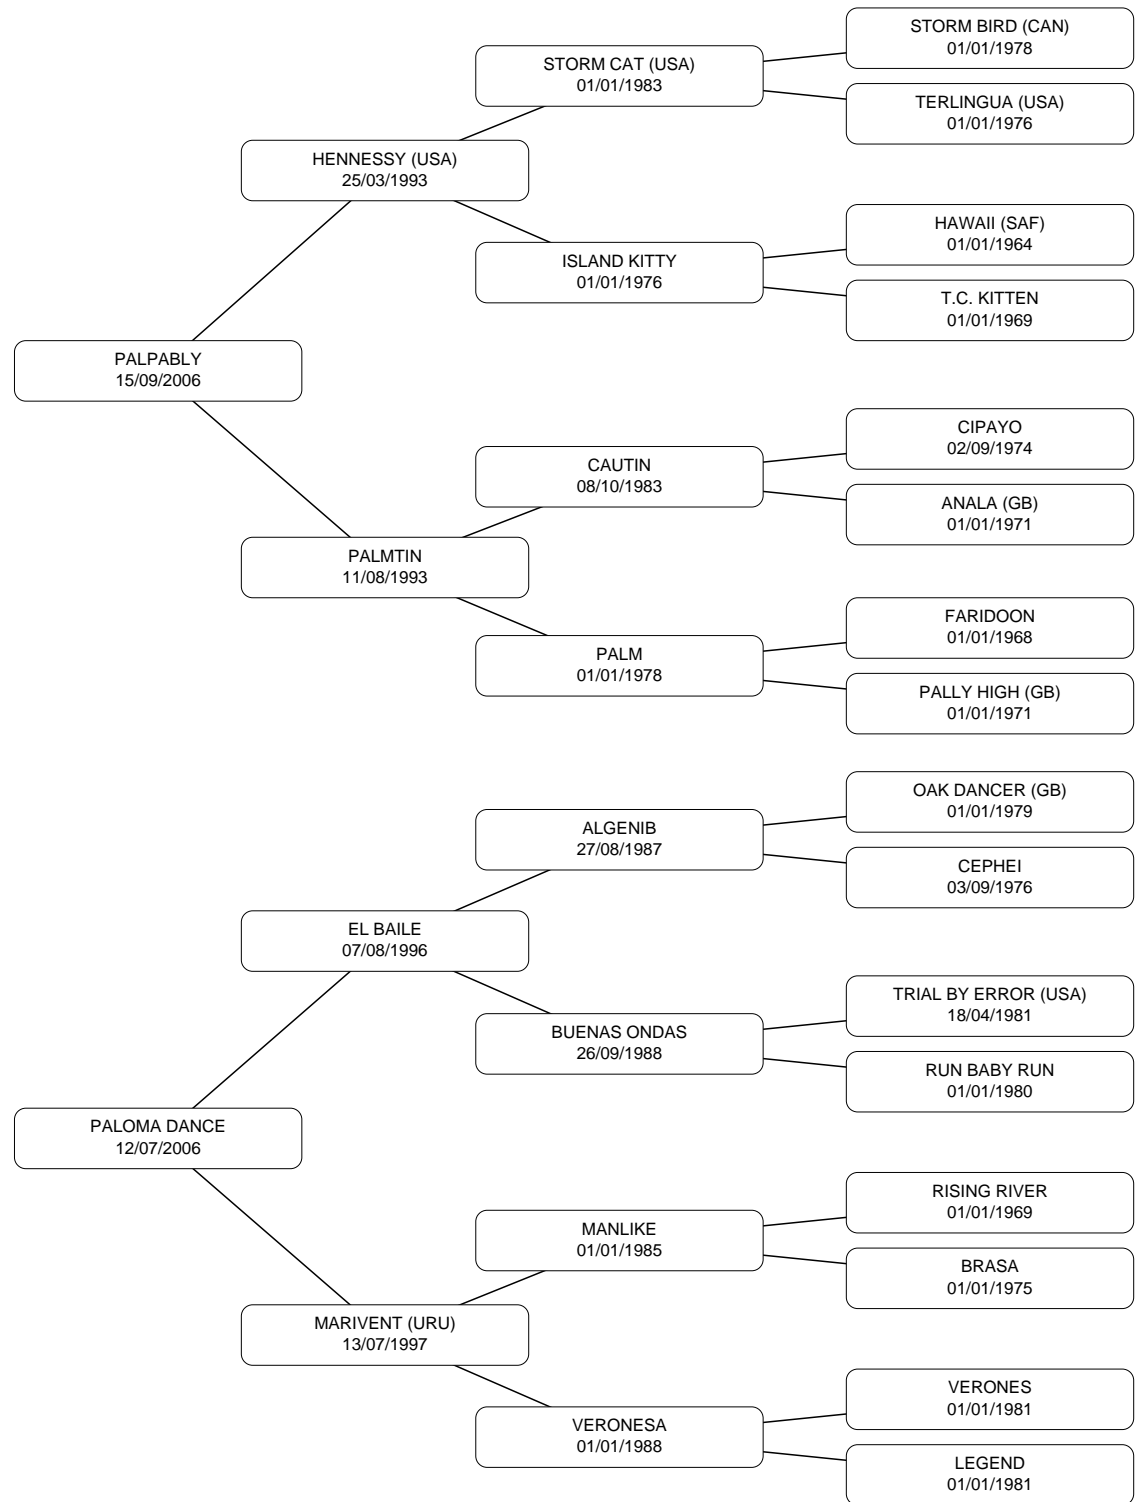 STORM BIRD (CAN)
01/01/1978
STORM CAT (USA)
01/01/1983
TERLINGUA (USA)
01/01/1976
HENNESSY (USA)
25/03/1993
HAWAII (SAF)
01/01/1964
ISLAND KITTY
01/01/1976
T.C. KITTEN
01/01/1969
PALPABLY
15/09/2006
CIPAYO
02/09/1974
CAUTIN
08/10/1983
ANALA (GB)
01/01/1971
PALMTIN
11/08/1993
FARIDOON
01/01/1968
PALM
01/01/1978
PALLY HIGH (GB)
01/01/1971
OAK DANCER (GB)
01/01/1979
ALGENIB
27/08/1987
CEPHEI
03/09/1976
EL BAILE
07/08/1996
TRIAL BY ERROR (USA)
18/04/1981
BUENAS ONDAS
26/09/1988
RUN BABY RUN
01/01/1980
PALOMA DANCE
12/07/2006
RISING RIVER
01/01/1969
MANLIKE
01/01/1985
BRASA
01/01/1975
MARIVENT (URU)
13/07/1997
VERONES
01/01/1981
VERONESA
01/01/1988
LEGEND
01/01/1981